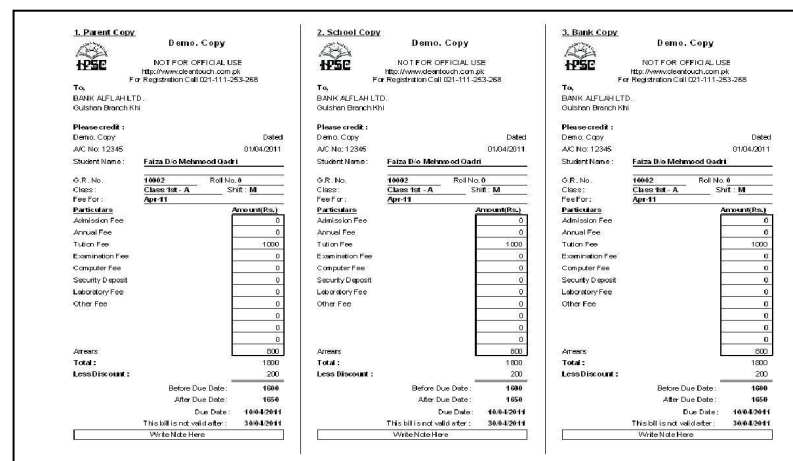 1. Parent Copy
Demo. Copy
HPSC
NOT FOR OFFICIAL USE
http://www.cleantouch.com.pk
For Registration Call 021-111-253-268
To,
BANK ALFLAH LTD.
Gulshan Branch Khi
Please credit :
Demo. Copy Dated
A/C No: 12345 01/04/2011
Student Name : Faiza D/o Mehmood Qadri
G.R. No. 10002 Roll No. 0
Class : Class 1st - A Shift : M
Fee For : Apr-11
Particulars Amount(Rs.)
Admission Fee 0
Annual Fee 0
Tution Fee 1000
Examination Fee 0
Computer Fee 0
Security Deposit 0
Laboratory Fee 0
Other Fee 0
0
0
0
Arrears 800
Total : 1800
Less Discount : 200
Before Due Date : 1600
After Due Date : 1650
Due Date : 10/04/2011
This bill is not valid after : 30/04/2011
Write Note Here
2. School Copy
Demo. Copy
HPSC
NOT FOR OFFICIAL USE
http://www.cleantouch.com.pk
For Registration Call 021-111-253-268
To,
BANK ALFLAH LTD.
Gulshan Branch Khi
Please credit :
Demo. Copy Dated
A/C No: 12345 01/04/2011
Student Name : Faiza D/o Mehmood Qadri
G.R. No. 10002 Roll No. 0
Class : Class 1st - A Shift : M
Fee For : Apr-11
Particulars Amount(Rs.)
Admission Fee 0
Annual Fee 0
Tution Fee 1000
Examination Fee 0
Computer Fee 0
Security Deposit 0
Laboratory Fee 0
Other Fee 0
0
0
0
Arrears 800
Total : 1800
Less Discount : 200
Before Due Date : 1600
After Due Date : 1650
Due Date : 10/04/2011
This bill is not valid after : 30/04/2011
Write Note Here
3. Bank Copy
Demo. Copy
HPSC
NOT FOR OFFICIAL USE
http://www.cleantouch.com.pk
For Registration Call 021-111-253-268
To,
BANK ALFLAH LTD.
Gulshan Branch Khi
Please credit :
Demo. Copy Dated
A/C No: 12345 01/04/2011
Student Name : Faiza D/o Mehmood Qadri
G.R. No. 10002 Roll No. 0
Class : Class 1st - A Shift : M
Fee For : Apr-11
Particulars Amount(Rs.)
Admission Fee 0
Annual Fee 0
Tution Fee 1000
Examination Fee 0
Computer Fee 0
Security Deposit 0
Laboratory Fee 0
Other Fee 0
0
0
0
Arrears 800
Total : 1800
Less Discount : 200
Before Due Date : 1600
After Due Date : 1650
Due Date : 10/04/2011
This bill is not valid after : 30/04/2011
Write Note Here